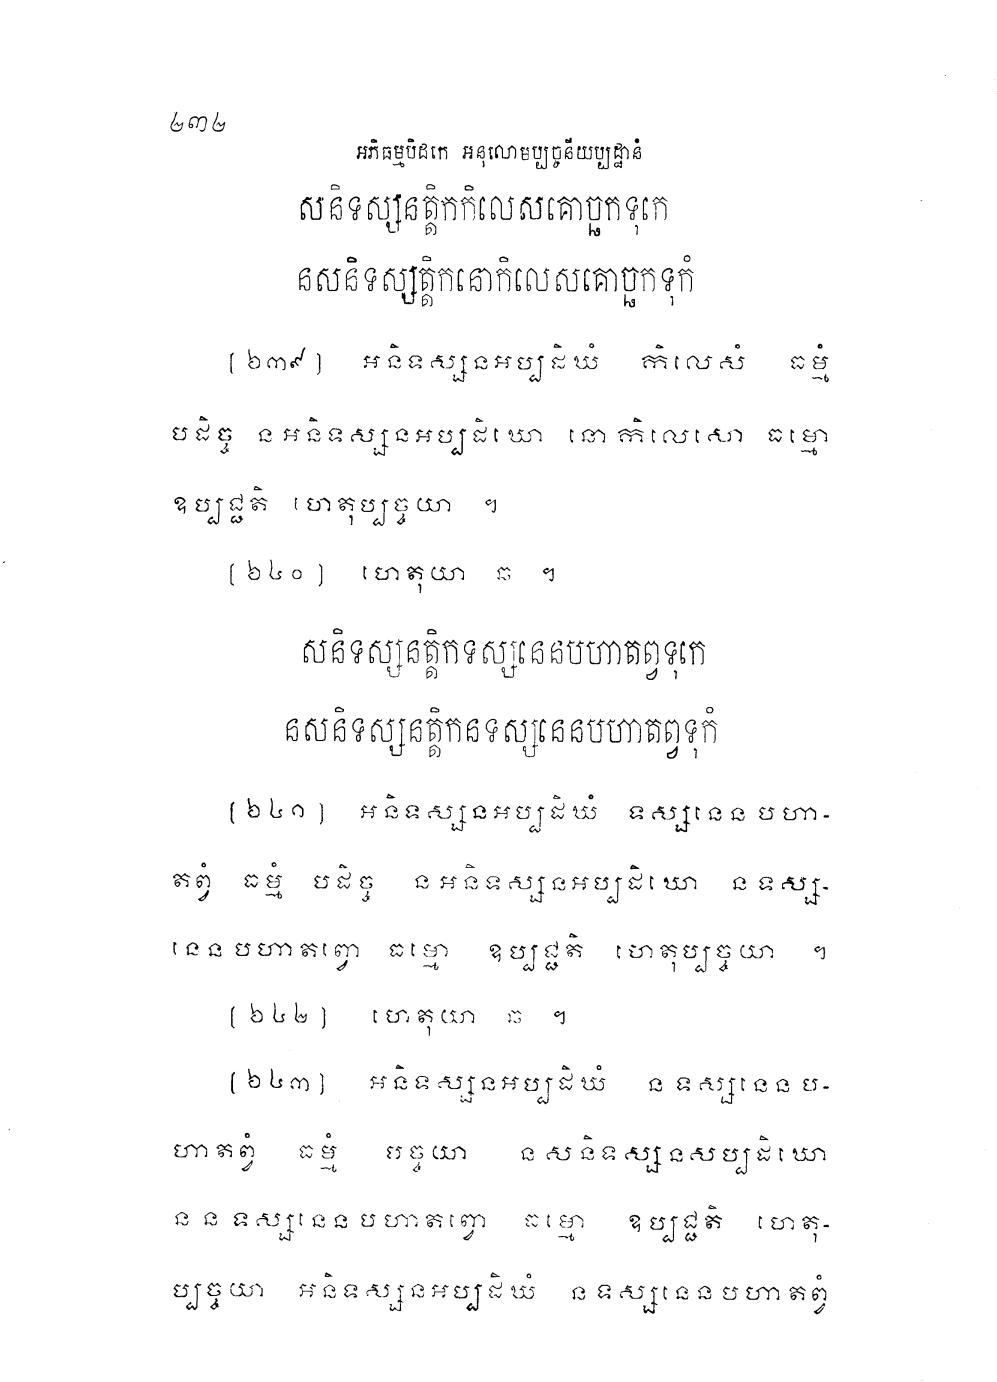 ២៣២
អភិធម្មបិដកេ អនុលោមប្បច្ចនីយប្បដ្ឋានំ
សនិទស្សនត្តិកកិលេសគោច្ឆកទុកេ
នសនិទស្សត្តិកនោកិលេសគោច្ឆកទុកំ
[២៣៩] អនិទស្សនអប្បដិឃំ កិលេសំ ធម្មំ
បដិច្ច នអនិទស្សនអប្បដិឃោ នោកិលេសោ ធម្មោ
ឧប្បជ្ជតិ ហេតុប្បច្ចយា ។
[២៤០] ហេតុយា ឆ ។
សនិទស្សនត្តិកទស្សនេនបហាតព្វទុកេ
នសនិទស្សនត្តិកនទស្សនេនបហាតព្វទុកំ
[២៤១] អនិទស្សនអប្បដិឃំ ទស្សនេនបហា-
តព្វំ ធម្មំ បដិច្ច នអនិទស្សនអប្បដិឃោ នទស្ស-
នេនបហាតព្វោ ធម្មោ ឧប្បជ្ជតិ ហេតុប្បច្ចយា ។
[២៤២] ហេតុយា ឆ ។
[២៤៣] អនិទស្សនអប្បដិឃំ នទស្សនេនប-
ហាតព្វំ ធម្មំ បច្ចយា នសនិទស្សនសប្បដិឃោ
ននទស្សនេនបហាតព្វោ ធម្មោ ឧប្បជ្ជតិ ហេតុ-
ប្បច្ចយា អនិទស្សនអប្បដិឃំ នទស្សនេនបហាតព្វំ